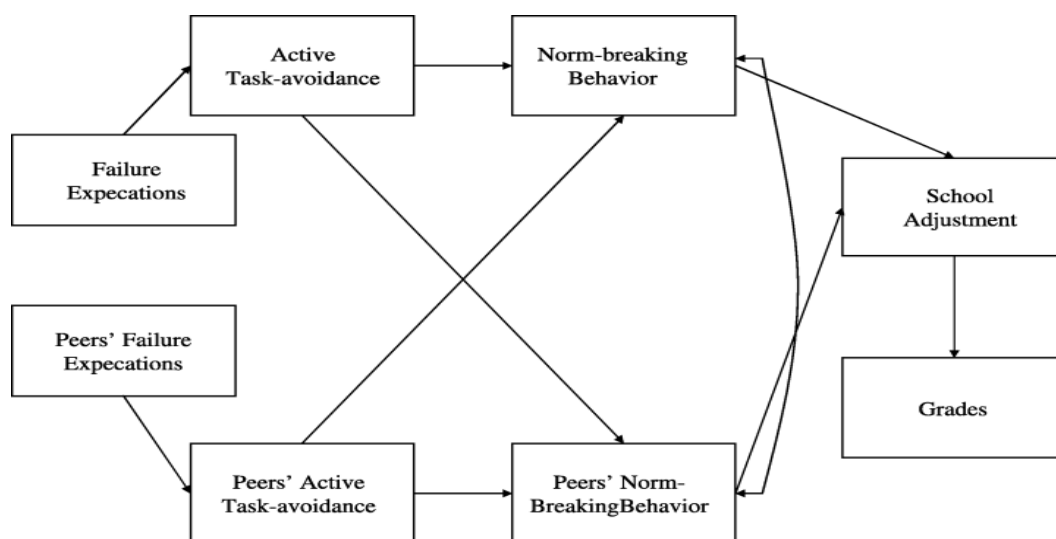 Active
Task-avoidance
Norm-breaking
Behavior
Failure
Expecations
School
Adjustment
Peers’ Failure
Expecations
Grades
Peers’ Active
Task-avoidance
Peers’ Norm-
BreakingBehavior